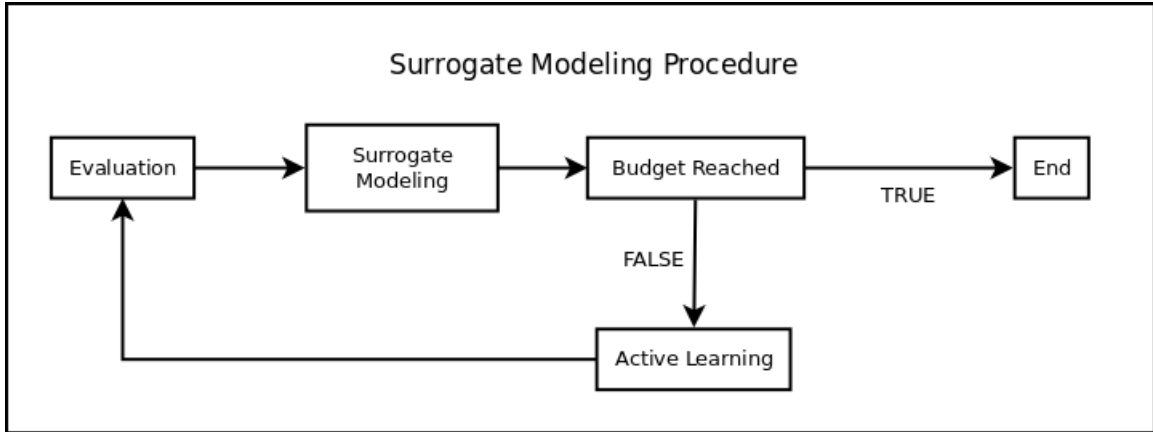 Surrogate Modeling Procedure
Evaluation
Surrogate
Modeling
Budget Reached
End
TRUE
FALSE
Active Learning